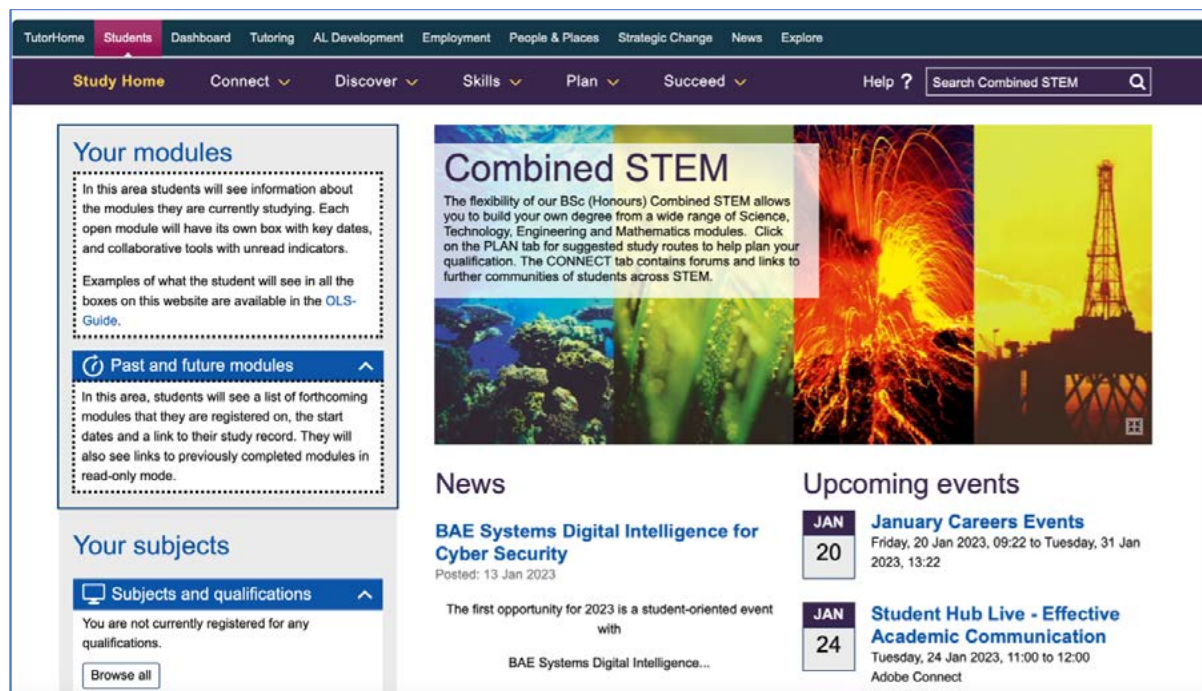 TutorHome Students Dashboard Tutoring AL Development Employment People & Places Strategic Change News Explore
Study Home Connect Discover Skills Plan Succeed Help ? Search Combined STEM
Your modules
In this area students will see information about
the modules they are currently studying. Each
open module will have its own box with key dates,
and collaborative tools with unread indicators.
Examples of what the student will see in all the
boxes on this website are available in the OLS-
Guide.
Past and future modules
In this area, students will see a list of forthcoming
modules that they are registered on, the start
dates and a link to their study record. They will
also see links to previously completed modules in
read-only mode.
Your subjects
Subjects and qualifications
You are not currently registered for any
qualifications.
Browse all
Combined STEM
The flexibility of our BSc (Honours) Combined STEM allows
you to build your own degree from a wide range of Science,
Technology, Engineering and Mathematics modules. Click
on the PLAN tab for suggested study routes to help plan your
qualification. The CONNECT tab contains forums and links to
further communities of students across STEM.
News
BAE Systems Digital Intelligence for
Cyber Security
Posted: 13 Jan 2023
The first opportunity for 2023 is a student-oriented event
with
BAE Systems Digital Intelligence...
Upcoming events
JAN
20
January Careers Events
Friday, 20 Jan 2023, 09:22 to Tuesday, 31 Jan
2023, 13:22
JAN
24
Student Hub Live - Effective
Academic Communication
Tuesday, 24 Jan 2023, 11:00 to 12:00
Adobe Connect